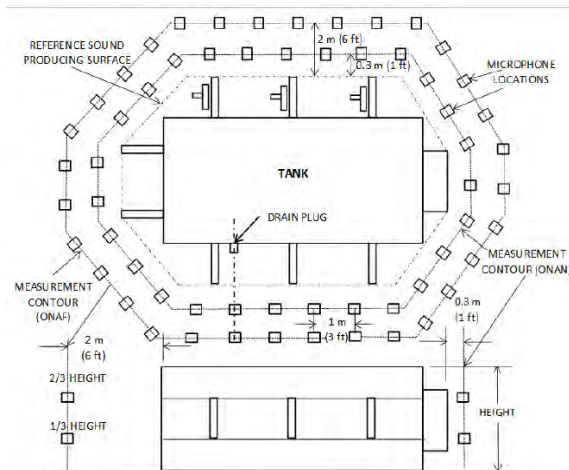 2 m (6 ft)
REFERENCE SOUND
PRODUCING SURFACE
0.3 m (1 ft)
MICROPHONE
LOCATIONS
TANK
DRAIN PLUG
MEASUREMENT
CONTOUR
(ONAF)
MEASUREMENT
CONTOUR (ONAN)
0.3 m
(1 ft)
1 m
(3 ft)
2 m
(6 ft)
2/3 HEIGHT
1/3 HEIGHT
HEIGHT